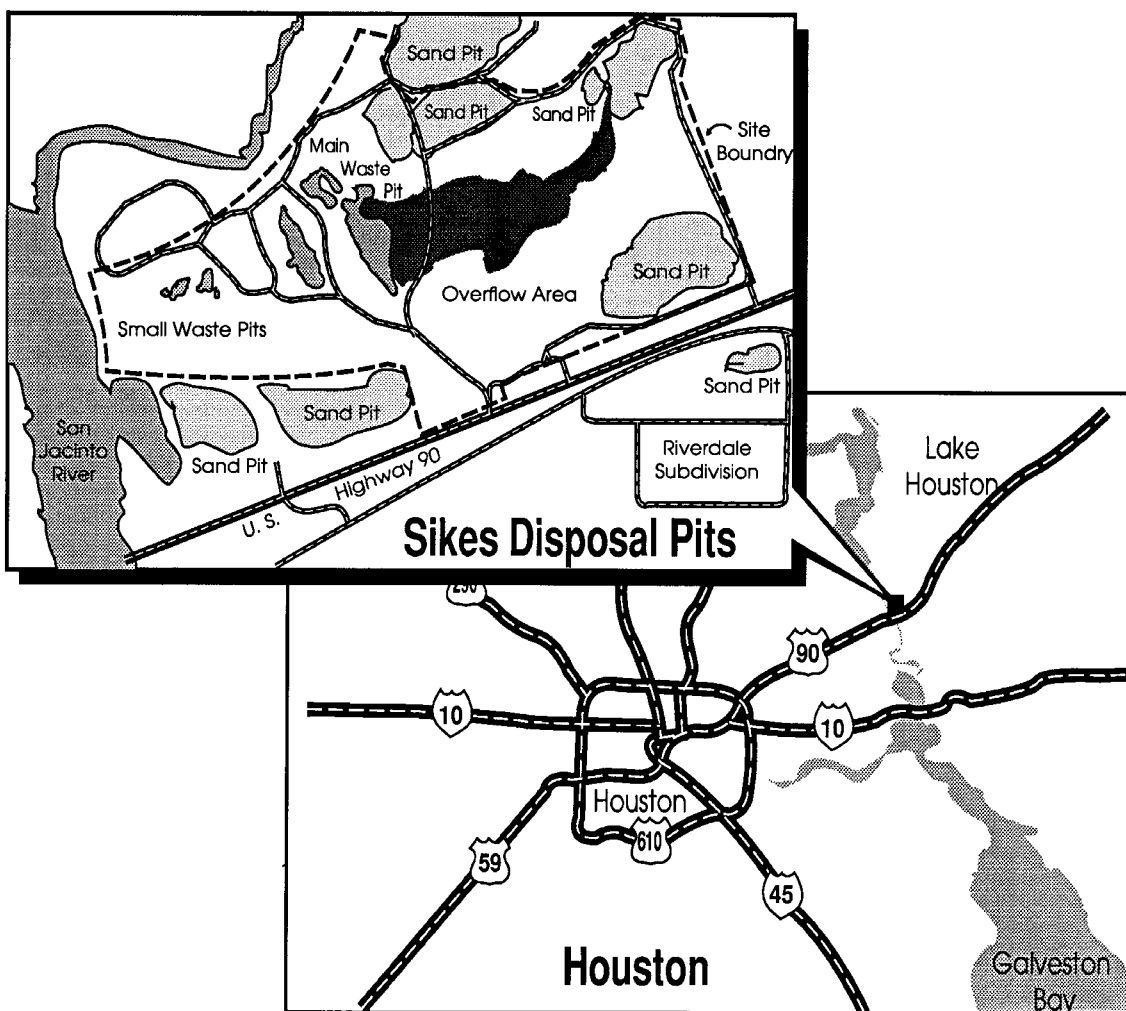 Sand Pit
Sand Pit
Sand Pit
Site
Boundry
Main
Waste
Pit
Sand Pit
Overflow Area
Small Waste Pits
Sand Pit
Sand Pit
San
Jacinto
River
Sand Pit
Riverdale
Subdivision
U. S. Highway 90
Sikes Disposal Pits
Lake
Houston
290
90
10
10
Houston
610
59
45
Houston
Galveston
Bay